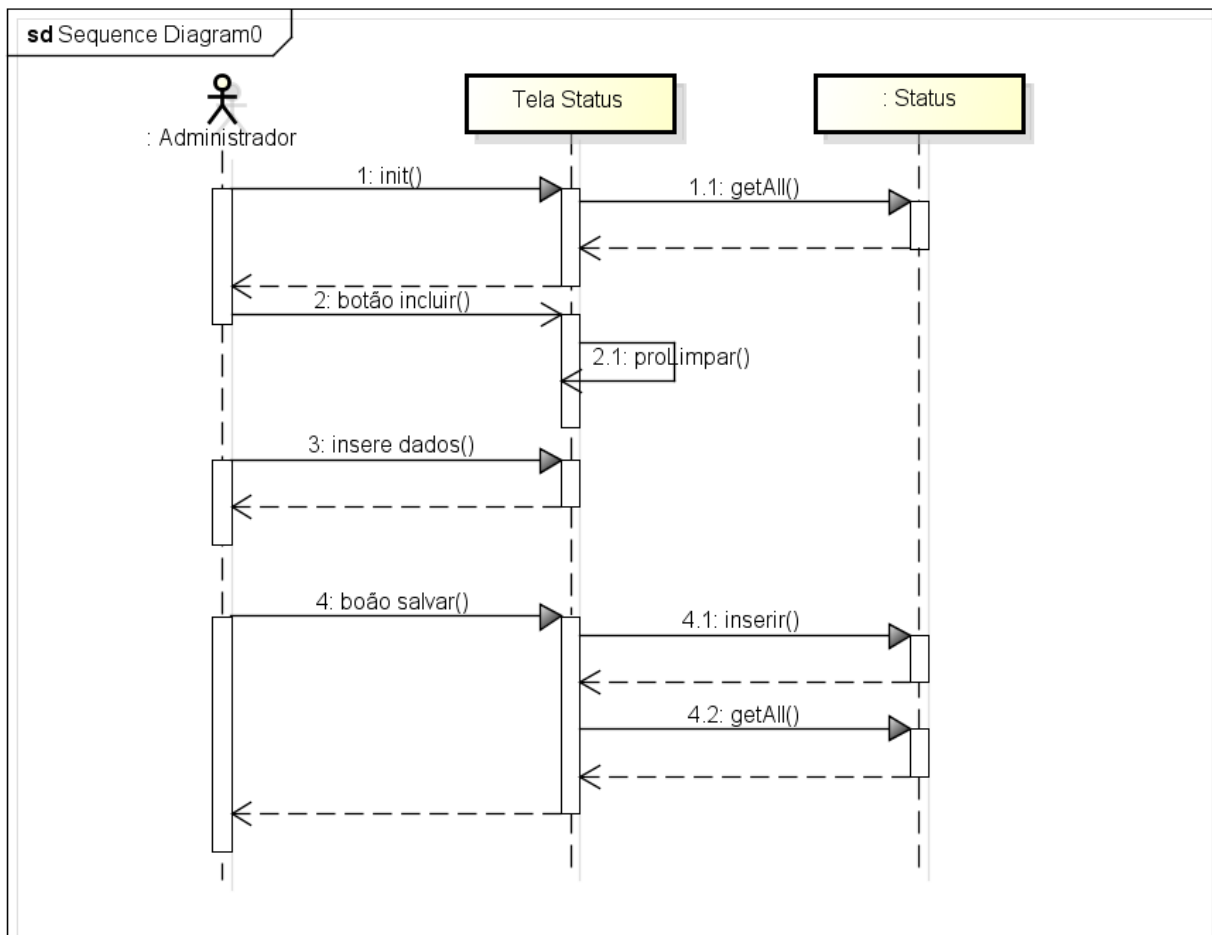 sd Sequence Diagram0
: Administrador
Tela Status
: Status
1: init()
1.1: getAll()
2: botão incluir()
2.1: proLimpar()
3: insere dados()
4: boão salvar()
4.1: inserir()
4.2: getAll()